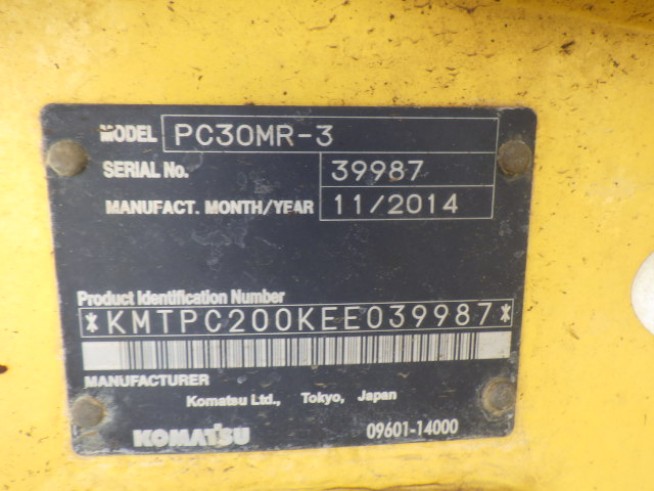 MODEL PC30MR-3
SERIAL No. 39987
MANUFACT. MONTH/YEAR 11/2014
Product Identification Number
*KMTPC200KEE039987*
MANUFACTURER
Komatsu Ltd., Tokyo, Japan
KOMATSU 09601-14000